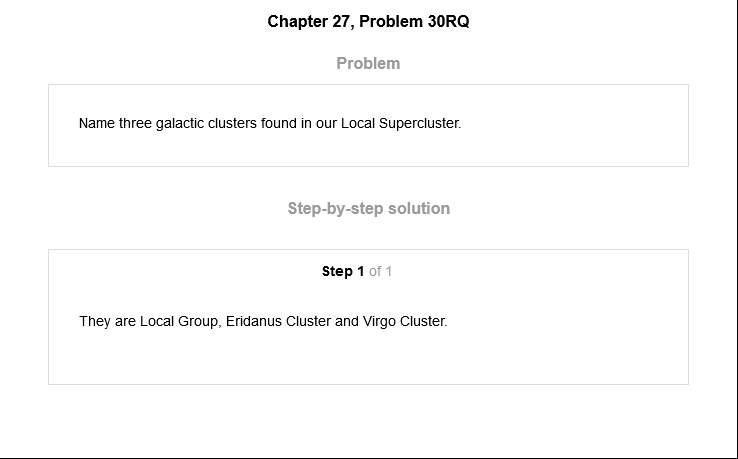 Chapter 27, Problem 30RQ
Problem
Name three galactic clusters found in our Local Supercluster.
Step-by-step solution
Step 1 of 1
They are Local Group, Eridanus Cluster and Virgo Cluster.